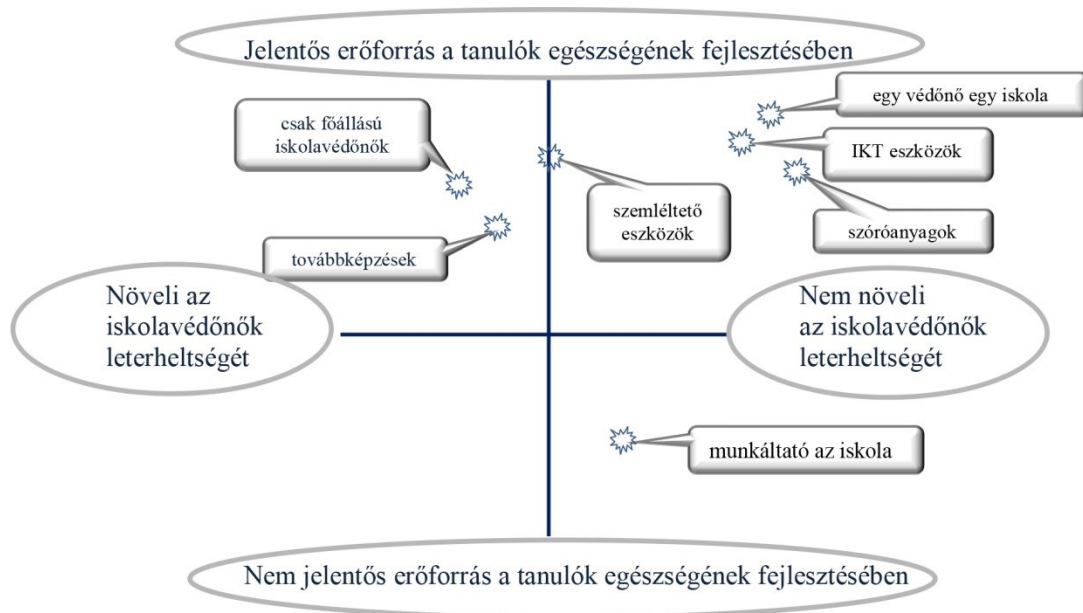 Jelentős erőforrás a tanulók egészségének fejlesztésében
egy védőnő egy iskola
csak főállású
iskolavédőnők
IKT eszközök
szemléltető
eszközök
szóróanyagok
továbbképzések
Növeli az
iskolavédőnők
leterheltségét
Nem növeli
az iskolavédőnők
leterheltségét
munkáltató az iskola
Nem jelentős erőforrás a tanulók egészségének fejlesztésében